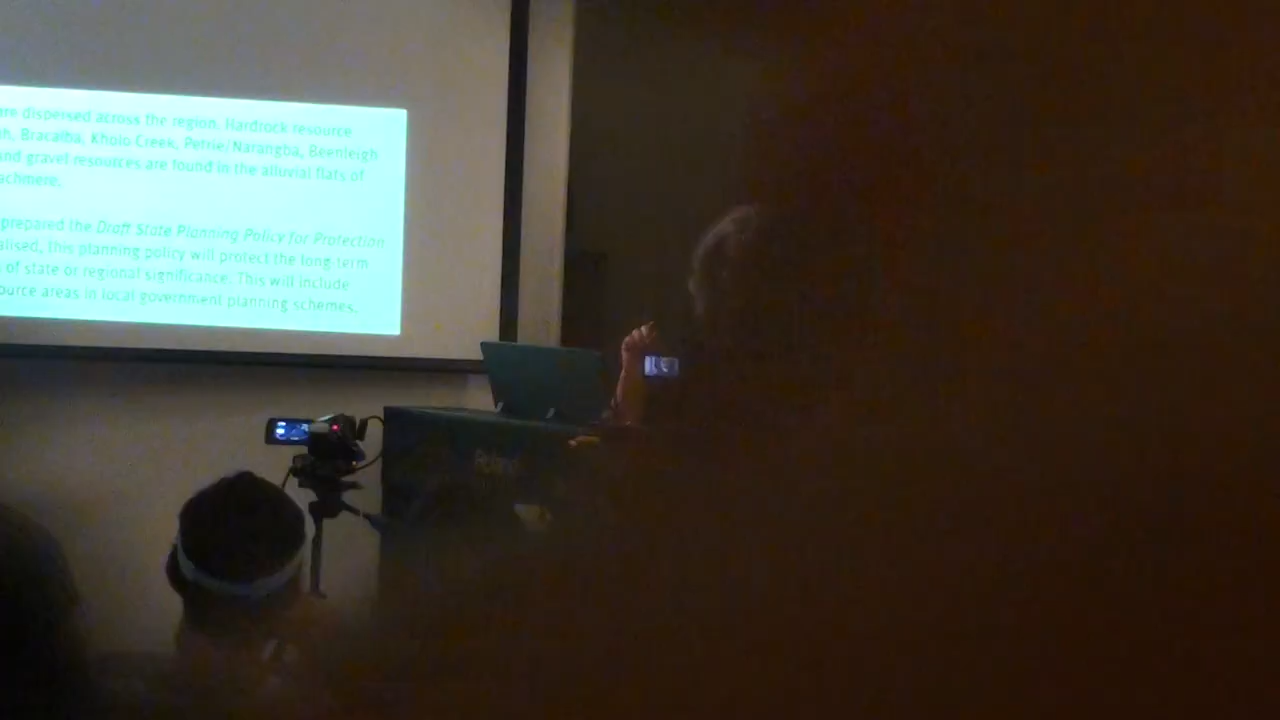 are dispersed across the region. Hardrock resource
Bracalba, Kholo Creek, Petrie/Narangba, Beenleigh
and gravel resources are found in the alluvial flats of
achmere.
prepared the Draft State Planning Policy for Protection
alised, this planning policy will protect the long-term
of state or regional significance. This will include
ource areas in local government planning schemes.
Roland